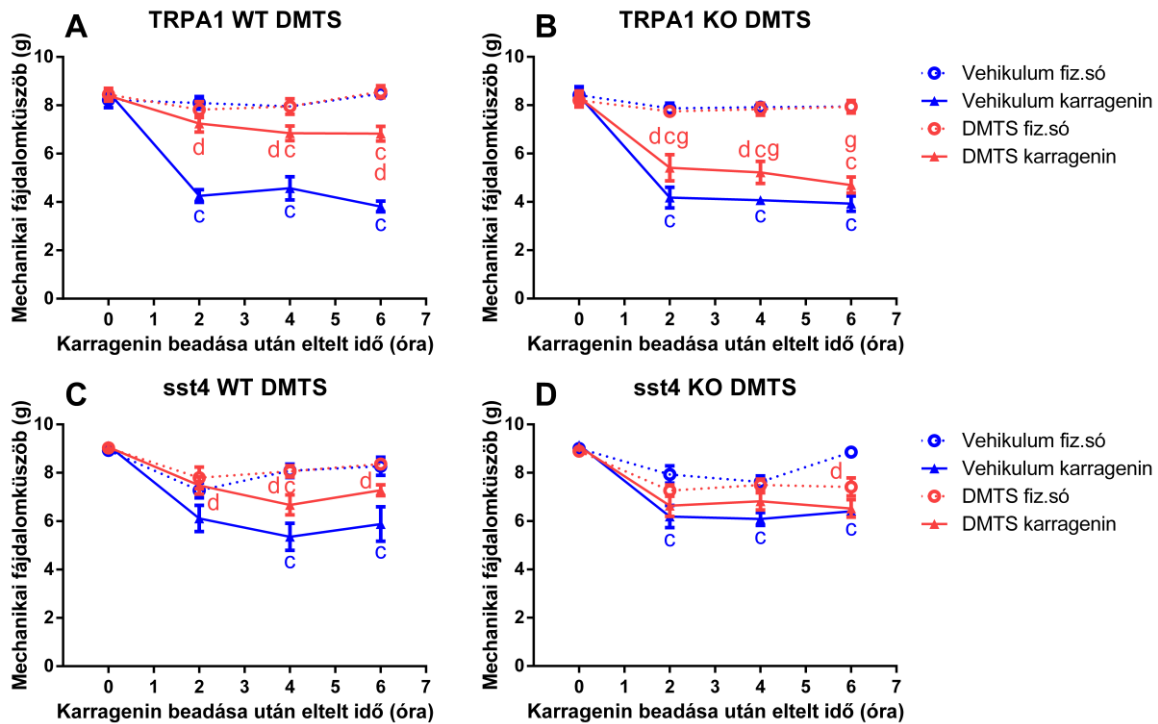 A
TRPA1 WT DMTS
Mechanikai fájdalomküszöb (g)
10
8
6
4
2
0
d
d c
c
d
c
c
c
0 1 2 3 4 5 6 7
Karragenin beadása után eltelt idő (óra)
B
TRPA1 KO DMTS
Mechanikai fájdalomküszöb (g)
10
8
6
4
2
0
d c g
d c g
g
c
c
c
c
0 1 2 3 4 5 6 7
Karragenin beadása után eltelt idő (óra)
Vehikulum fiz.só
Vehikulum karragenin
DMTS fiz.só
DMTS karragenin
C
sst4 WT DMTS
Mechanikai fájdalomküszöb (g)
10
8
6
4
2
0
d
d c
d
c
c
0 1 2 3 4 5 6 7
Karragenin beadása után eltelt idő (óra)
D
sst4 KO DMTS
Mechanikai fájdalomküszöb (g)
10
8
6
4
2
0
d
c
c
c
0 1 2 3 4 5 6 7
Karragenin beadása után eltelt idő (óra)
Vehikulum fiz.só
Vehikulum karragenin
DMTS fiz.só
DMTS karragenin